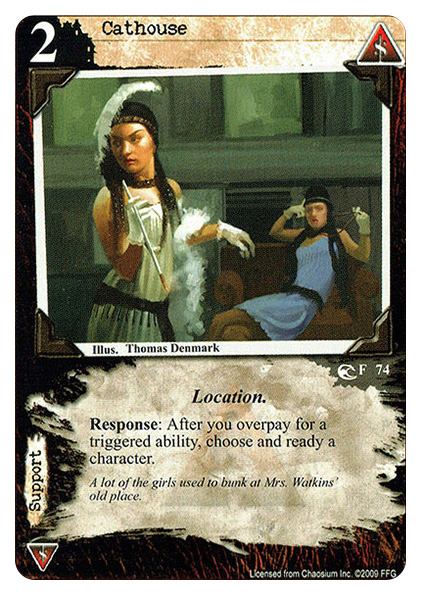 2
Cathouse
Illus. Thomas Denmark
F 74
Location.
Response: After you overpay for a
triggered ability, choose and ready a
character.
A lot of the girls used to bunk at Mrs. Watkins'
old place.
Support
Licensed from Chaosium Inc. ©2009 FFG